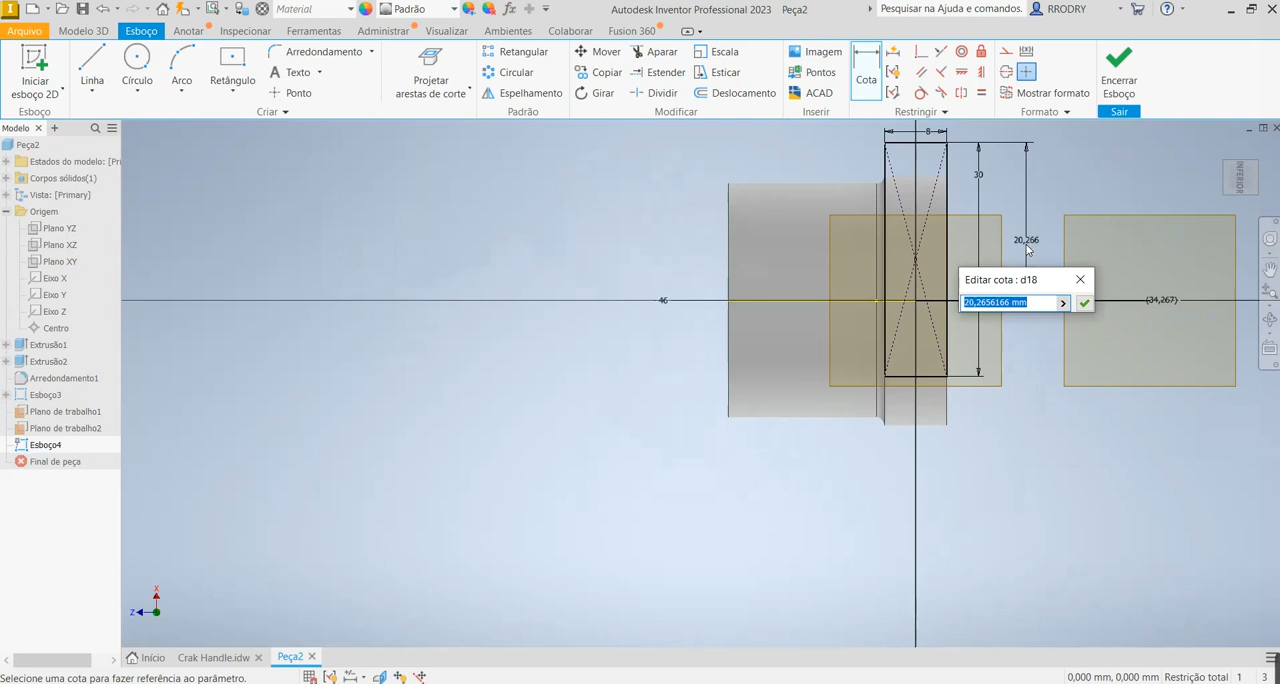 Material
Padrão
Autodesk Inventor Professional 2023 Peça2
Pesquisar na Ajuda e comandos.
RRODRY
Arquivo Modelo 3D Esboço Anotar Inspecionar Ferramentas Administrar Visualizar Ambientes Colaborar Fusion 360
Iniciar
esboço 2D
Linha
Círculo
Arco
Retângulo
Arredondamento
Texto
Ponto
Projetar
arestas de corte
Retangular
Circular
Espelhamento
Mover
Copiar
Girar
Aparar
Estender
Dividir
Escala
Esticar
Deslocamento
Imagem
Pontos
ACAD
Cota
Mostrar formato
Encerrar
Esboço
Esboço Criar Padrão Modificar Inserir Restringir Formato Sair
Modelo
Peça2
Estados do modelo: [Pri
Corpos sólidos(1)
Vista: [Primary]
Origem
Plano YZ
Plano XZ
Plano XY
Eixo X
Eixo Y
Eixo Z
Centro
Extrusão1
Extrusão2
Arredondamento1
Esboço3
Plano de trabalho1
Plano de trabalho2
Esboço4
Final de peça
8
30
20,266
46
(34,267)
INFERIOR
Editar cota : d18
20,2656166 mm
X
Z
Início Crak Handle.idw Peça2
Selecione uma cota para fazer referência ao parâmetro.
0,000 mm, 0,000 mm Restrição total 1 3